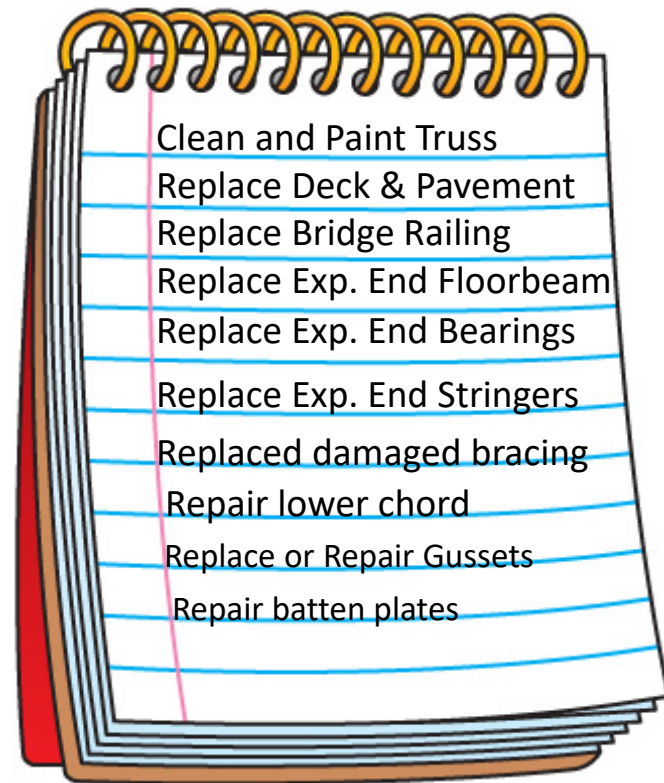 Clean and Paint Truss
Replace Deck & Pavement
Replace Bridge Railing
Replace Exp. End Floorbeam
Replace Exp. End Bearings
Replace Exp. End Stringers
Replaced damaged bracing
Repair lower chord
Replace or Repair Gussets
Repair batten plates